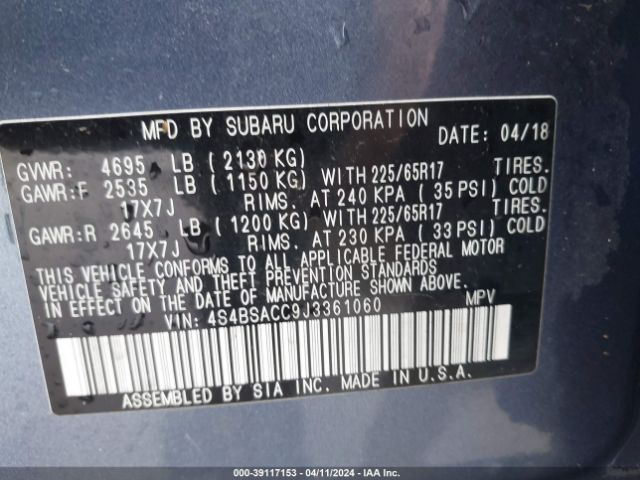 MFD BY SUBARU CORPORATION DATE: 04/18
GVWR: 4695 LB ( 2130 KG)
GAWR:F 2535 LB ( 1150 KG) WITH 225/65R17 TIRES.
17X7J RIMS. AT 240 KPA ( 35 PSI) COLD
GAWR:R 2645 LB ( 1200 KG) WITH 225/65R17 TIRES.
17X7J RIMS. AT 230 KPA ( 33 PSI) COLD
THIS VEHICLE CONFORMS TO ALL APPLICABLE FEDERAL MOTOR
VEHICLE SAFETY AND THEFT PREVENTION STANDARDS
IN EFFECT ON THE DATE OF MANUFACTURE SHOWN ABOVE.
VIN: 4S4BSACC9J3361060 MPV
ASSEMBLED BY SIA INC. MADE IN U.S.A.
000-39117153 - 04/11/2024 - IAA Inc.